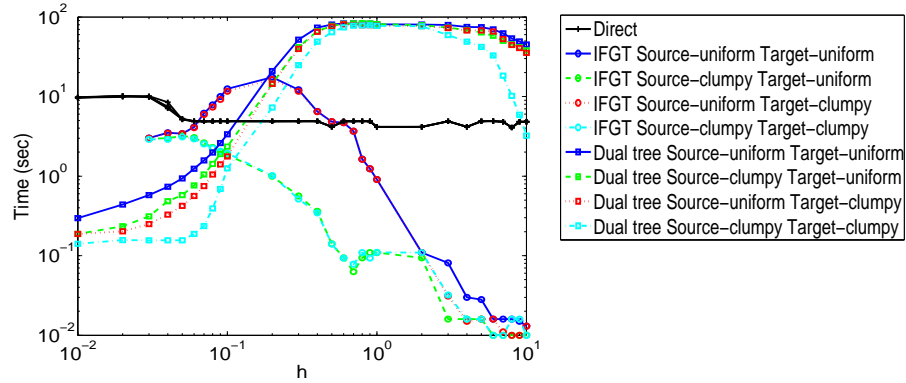 10^2
10^1
10^0
10^-1
10^-2
Time (sec)
10^-2
10^-1
10^0
10^1
h
Direct
IFGT Source-uniform Target-uniform
IFGT Source-clumpy Target-uniform
IFGT Source-uniform Target-clumpy
IFGT Source-clumpy Target-clumpy
Dual tree Source-uniform Target-uniform
Dual tree Source-clumpy Target-uniform
Dual tree Source-uniform Target-clumpy
Dual tree Source-clumpy Target-clumpy